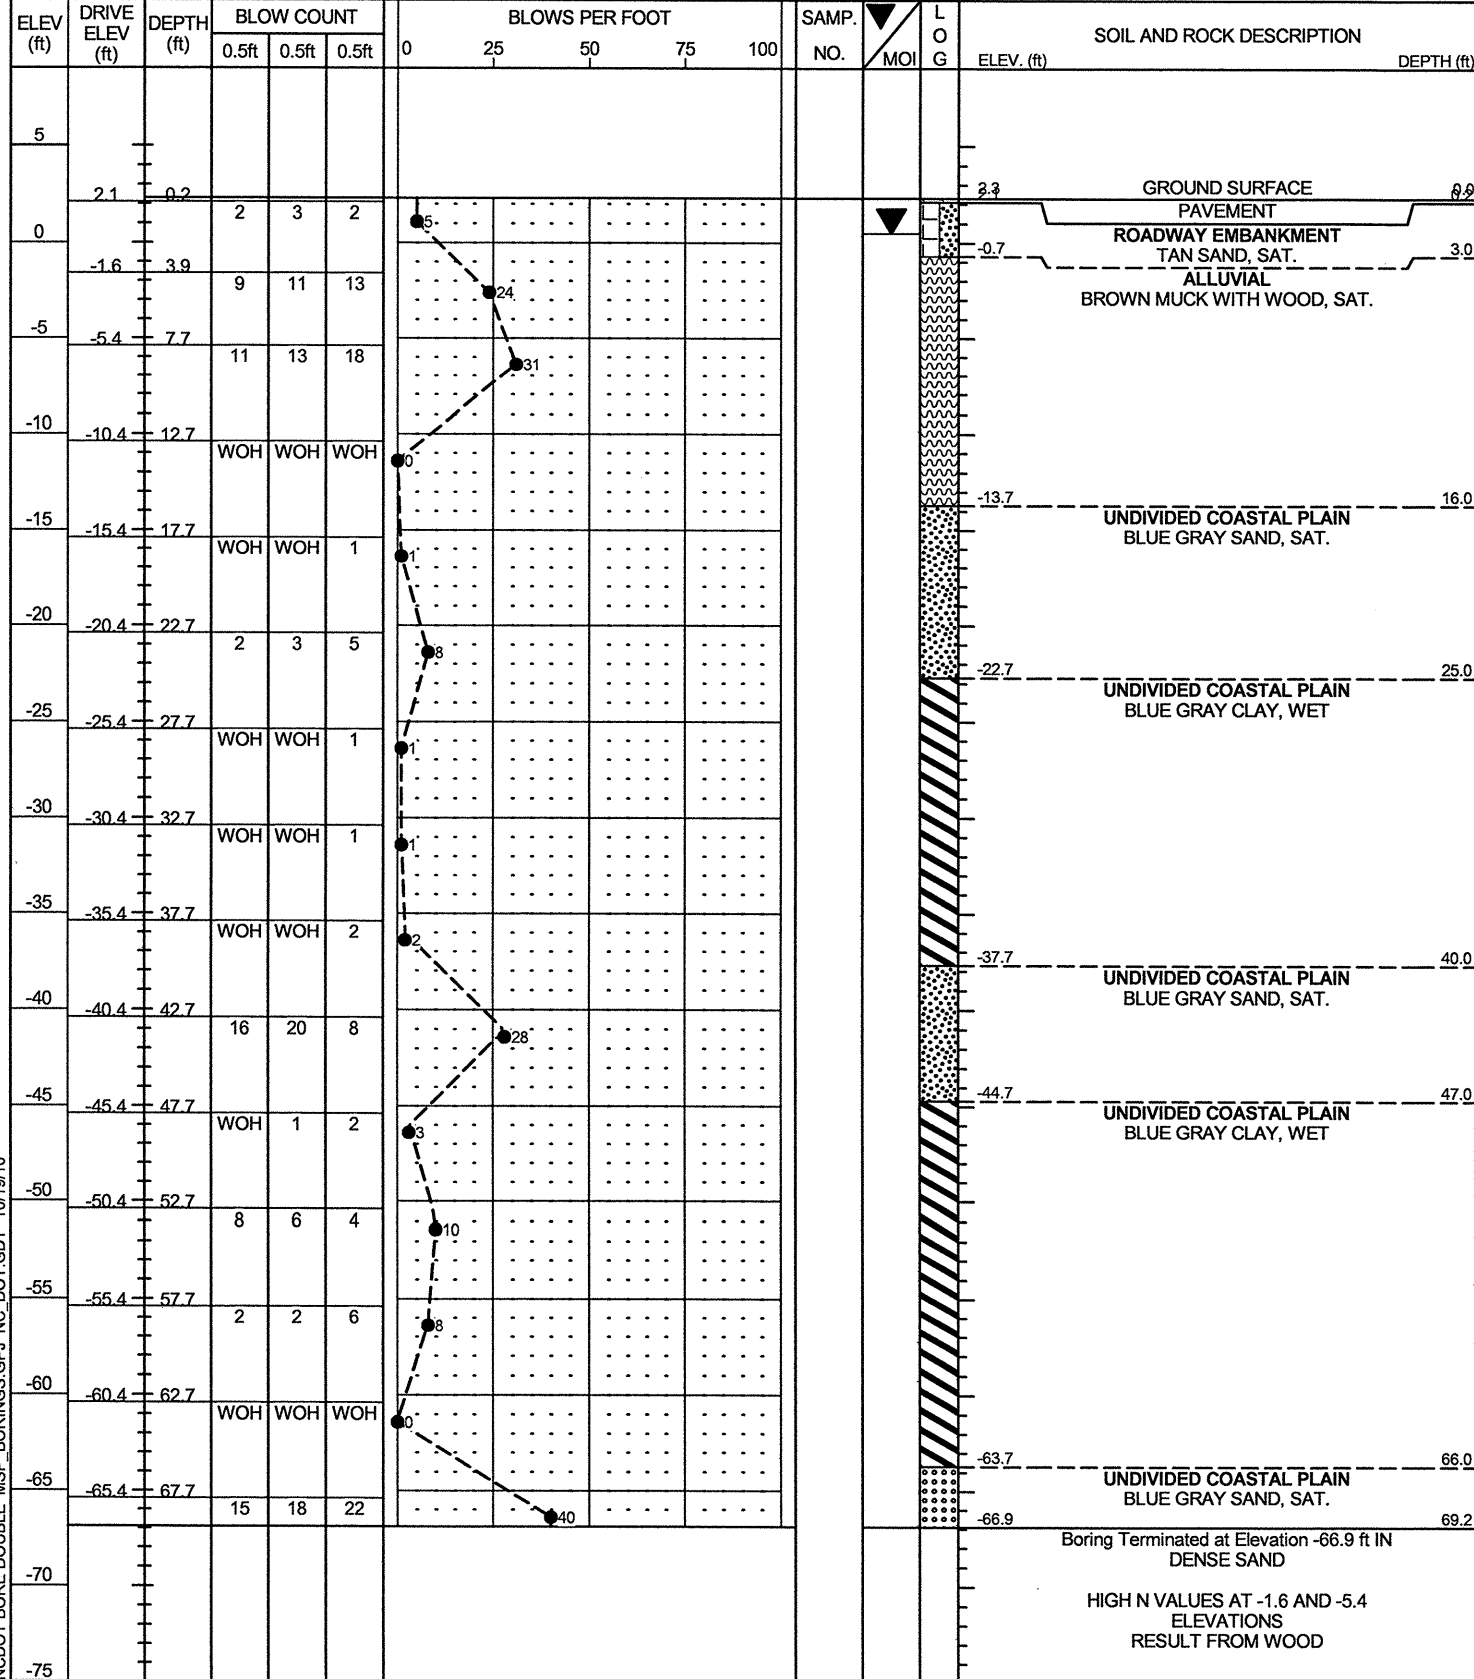 ELEV (ft) DRIVE ELEV (ft) DEPTH (ft) BLOW COUNT BLOWS PER FOOT SAMP. NO. MOI LOG SOIL AND ROCK DESCRIPTION
0.5ft 0.5ft 0.5ft 0 25 50 75 100 ELEV. (ft) DEPTH (ft)
5
2.1 0.2 2.3 GROUND SURFACE 0.0
2 3 2 5 2.1 PAVEMENT 0.2
0 ROADWAY EMBANKMENT
-0.7 TAN SAND, SAT. 3.0
-1.6 3.9 9 11 13 24 ALLUVIAL
BROWN MUCK WITH WOOD, SAT.
-5
-5.4 7.7 11 13 18 31
-10
-10.4 12.7 WOH WOH WOH 0
-13.7 16.0
-15 UNDIVIDED COASTAL PLAIN
-15.4 17.7 WOH WOH 1 1 BLUE GRAY SAND, SAT.
-20
-20.4 22.7 2 3 5 8
-22.7 25.0
UNDIVIDED COASTAL PLAIN
-25 BLUE GRAY CLAY, WET
-25.4 27.7 WOH WOH 1 1
-30
-30.4 32.7 WOH WOH 1 1
-35
-35.4 37.7 WOH WOH 2 2
-37.7 40.0
UNDIVIDED COASTAL PLAIN
-40 BLUE GRAY SAND, SAT.
-40.4 42.7 16 20 8 28
-45 -44.7 47.0
-45.4 47.7 WOH 1 2 3 UNDIVIDED COASTAL PLAIN
BLUE GRAY CLAY, WET
-50
-50.4 52.7 8 6 4 10
-55
-55.4 57.7 2 2 6 8
-60
-60.4 62.7 WOH WOH WOH 0
-63.7 66.0
-65 UNDIVIDED COASTAL PLAIN
-65.4 67.7 15 18 22 40 BLUE GRAY SAND, SAT.
-66.9 69.2
Boring Terminated at Elevation -66.9 ft IN
DENSE SAND
-70
HIGH N VALUES AT -1.6 AND -5.4
ELEVATIONS
RESULT FROM WOOD
-75